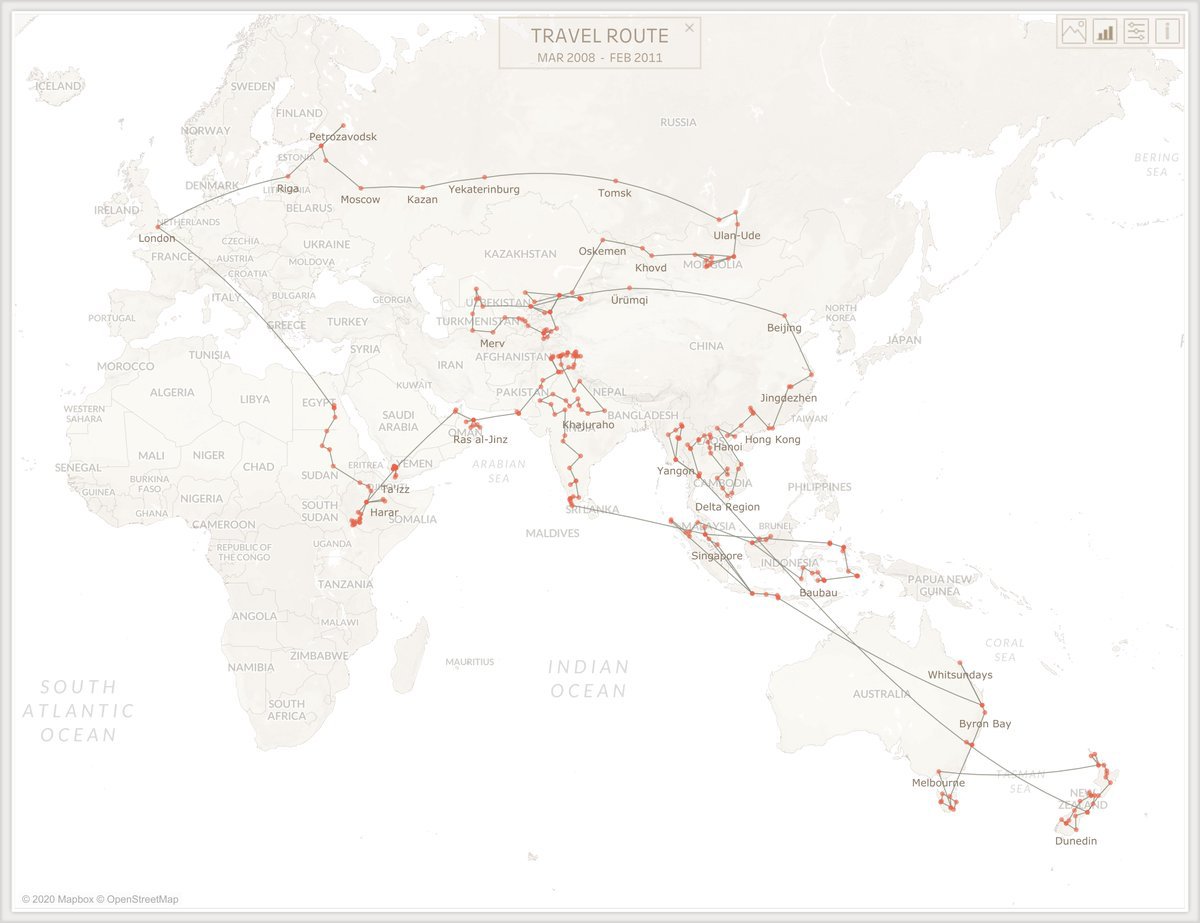 TRAVEL ROUTE
MAR 2008 - FEB 2011
ICELAND
SWEDEN
FINLAND
NORWAY
RUSSIA
Petrozavodsk
ESTONIA
BERING
SEA
DENMARK
Riga
Moscow
Kazan
Yekaterinburg
Tomsk
IRELAND
BELARUS
NETHERLANDS
London
Ulan-Ude
CZECHIA
UKRAINE
FRANCE
AUSTRIA
MOLDOVA
KAZAKHSTAN
Oskemen
Khovd
MONGOLIA
CROATIA
ITALY
BULGARIA
GEORGIA
UZBEKISTAN
Ürümqi
PORTUGAL
GREECE
TURKEY
TURKMENISTAN
Beijing
NORTH
KOREA
JAPAN
Merv
CHINA
TUNISIA
SYRIA
AFGHANISTAN
MOROCCO
IRAN
KUWAIT
ALGERIA
LIBYA
EGYPT
PAKISTAN
NEPAL
Jingdezhen
WESTERN
SAHARA
SAUDI
ARABIA
BANGLADESH
TAIWAN
Khajuraho
OMAN
Ras al-Jinz
Hanoi
Hong Kong
MALI
NIGER
CHAD
SUDAN
ERITREA
YEMEN
ARABIAN
SEA
Yangon
SENEGAL
BURKINA
FASO
Ta'izz
CAMBODIA
PHILIPPINES
GUINEA
NIGERIA
GHANA
SOUTH
SUDAN
Harar
SOMALIA
SRI LANKA
Delta Region
CAMEROON
MALDIVES
MALAYSIA
BRUNEI
REPUBLIC OF
THE CONGO
UGANDA
Singapore
INDONESIA
TANZANIA
Baubau
PAPUA NEW
GUINEA
ANGOLA
MALAWI
ZIMBABWE
NAMIBIA
MAURITIUS
INDIAN
OCEAN
CORAL
SEA
Whitsundays
SOUTH
ATLANTIC
OCEAN
SOUTH
AFRICA
AUSTRALIA
Byron Bay
Melbourne
TASMAN
SEA
NEW
ZEALAND
Dunedin
© 2020 Mapbox © OpenStreetMap